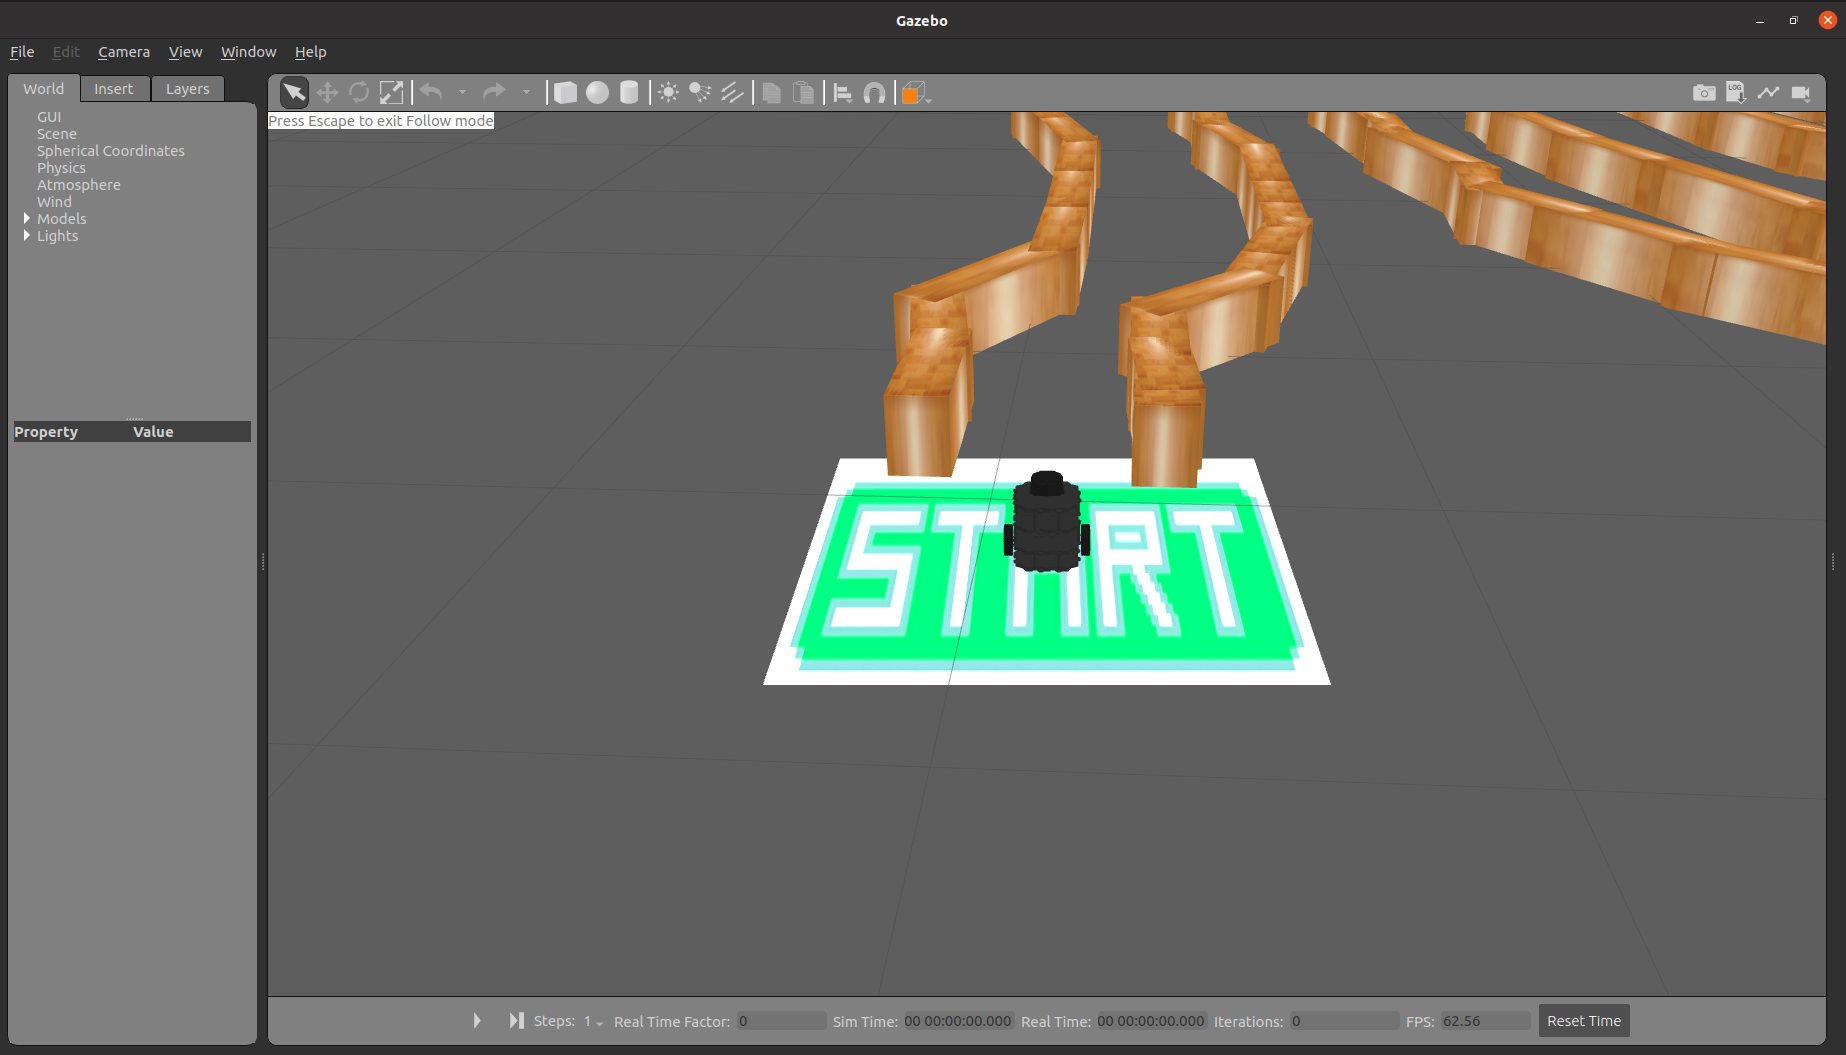 Gazebo
File Edit Camera View Window Help
World Insert Layers
GUI
Scene
Spherical Coordinates
Physics
Atmosphere
Wind
Models
Lights
Property Value
LOG
Press Escape to exit Follow mode
START
Steps: 1 Real Time Factor: 0 Sim Time: 00 00:00:00.000 Real Time: 00 00:00:00.000 Iterations: 0 FPS: 62.56 Reset Time